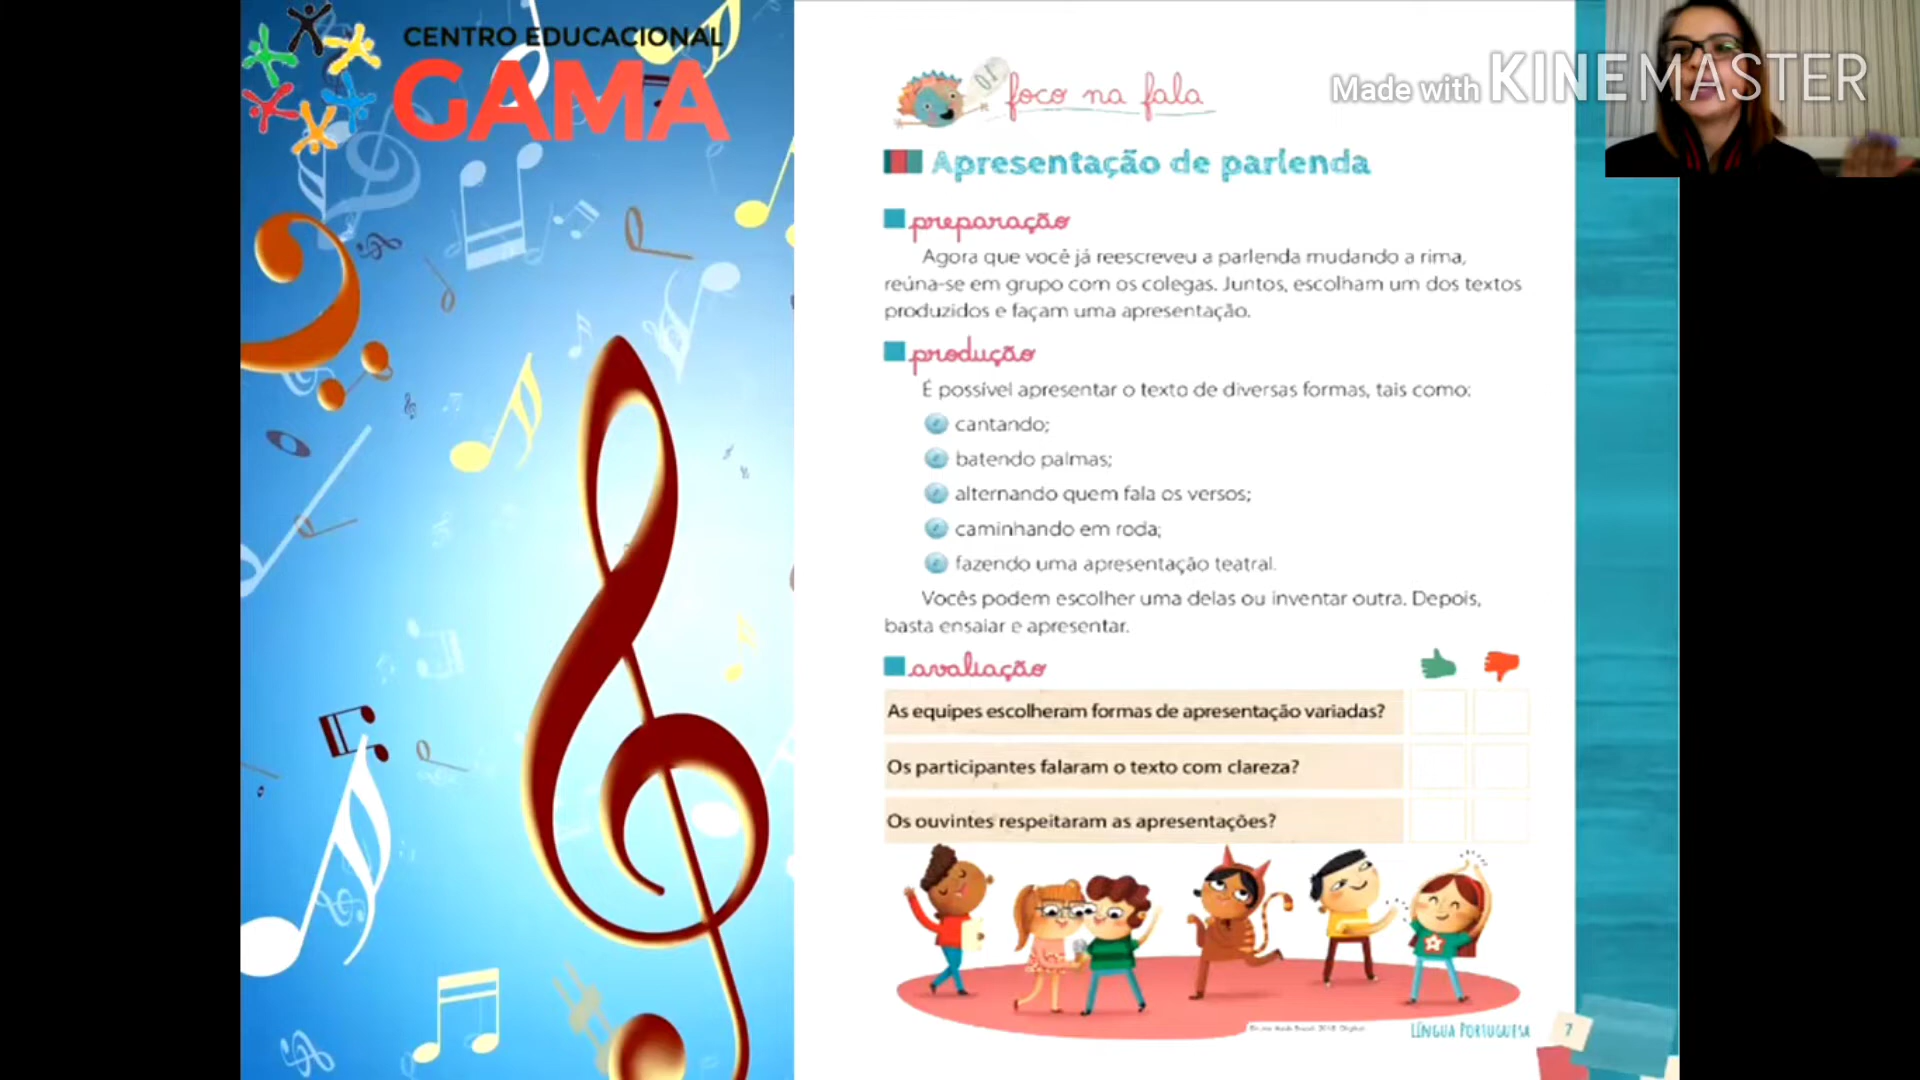 CENTRO EDUCACIONAL
GAMA
foco na fala
Made with KINEMASTER
Apresentação de parlenda
preparação
Agora que você já reescreveu a parlenda mudando a rima,
reúna-se em grupo com os colegas. Juntos, escolham um dos textos
produzidos e façam uma apresentação.
produção
É possível apresentar o texto de diversas formas, tais como:
cantando;
batendo palmas;
alternando quem fala os versos;
caminhando em roda;
fazendo uma apresentação teatral.
Vocês podem escolher uma delas ou inventar outra. Depois,
basta ensaiar e apresentar.
avaliação
As equipes escolheram formas de apresentação variadas?
Os participantes falaram o texto com clareza?
Os ouvintes respeitaram as apresentações?
LÍNGUA PORTUGUESA 7